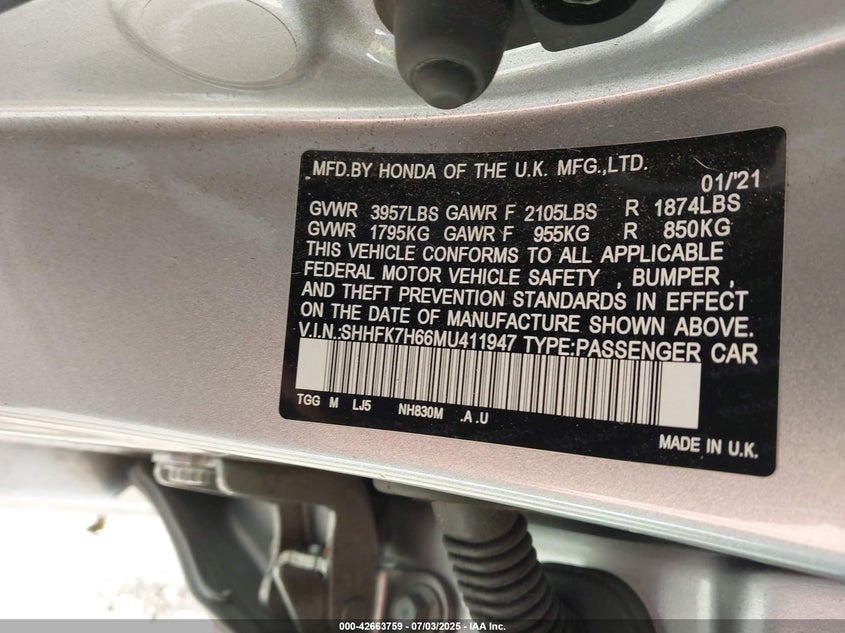 MFD.BY HONDA OF THE U.K. MFG.,LTD.
01/'21
GVWR 3957LBS GAWR F 2105LBS R 1874LBS
GVWR 1795KG GAWR F 955KG R 850KG
THIS VEHICLE CONFORMS TO ALL APPLICABLE
FEDERAL MOTOR VEHICLE SAFETY , BUMPER ,
AND THEFT PREVENTION STANDARDS IN EFFECT
ON THE DATE OF MANUFACTURE SHOWN ABOVE.
V.I.N.:SHHFK7H66MU411947 TYPE:PASSENGER CAR
TGG M LJ5 NH830M .A .U
MADE IN U.K.
000-42663759 - 07/03/2025 - IAA Inc.